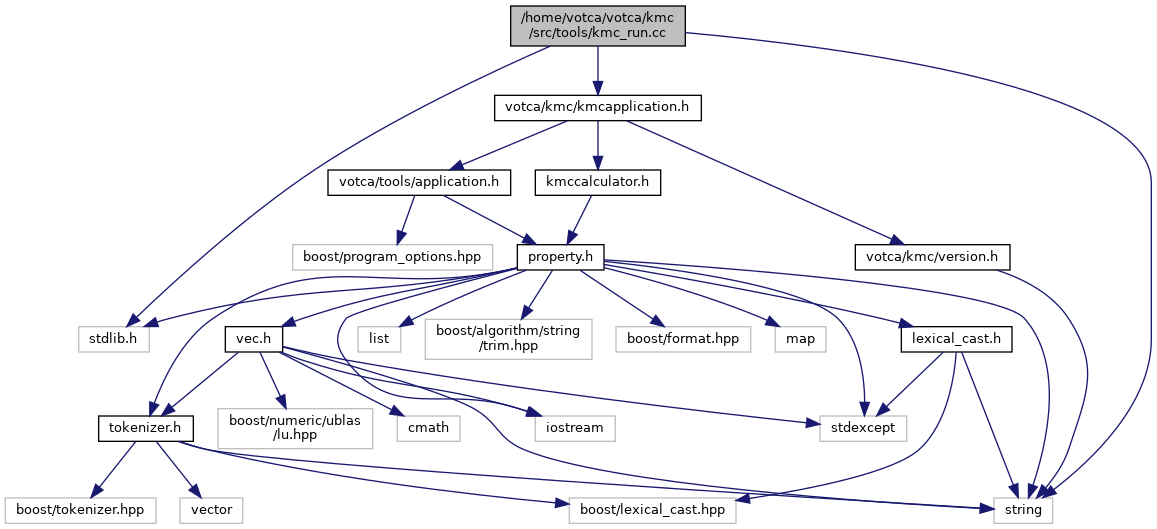 /home/votca/votca/kmc
/src/tools/kmc_run.cc
votca/kmc/kmcapplication.h
votca/tools/application.h
kmccalculator.h
boost/program_options.hpp
property.h
votca/kmc/version.h
stdlib.h
vec.h
list
boost/algorithm/string
/trim.hpp
boost/format.hpp
map
lexical_cast.h
tokenizer.h
boost/numeric/ublas
/lu.hpp
cmath
iostream
stdexcept
boost/tokenizer.hpp
vector
boost/lexical_cast.hpp
string